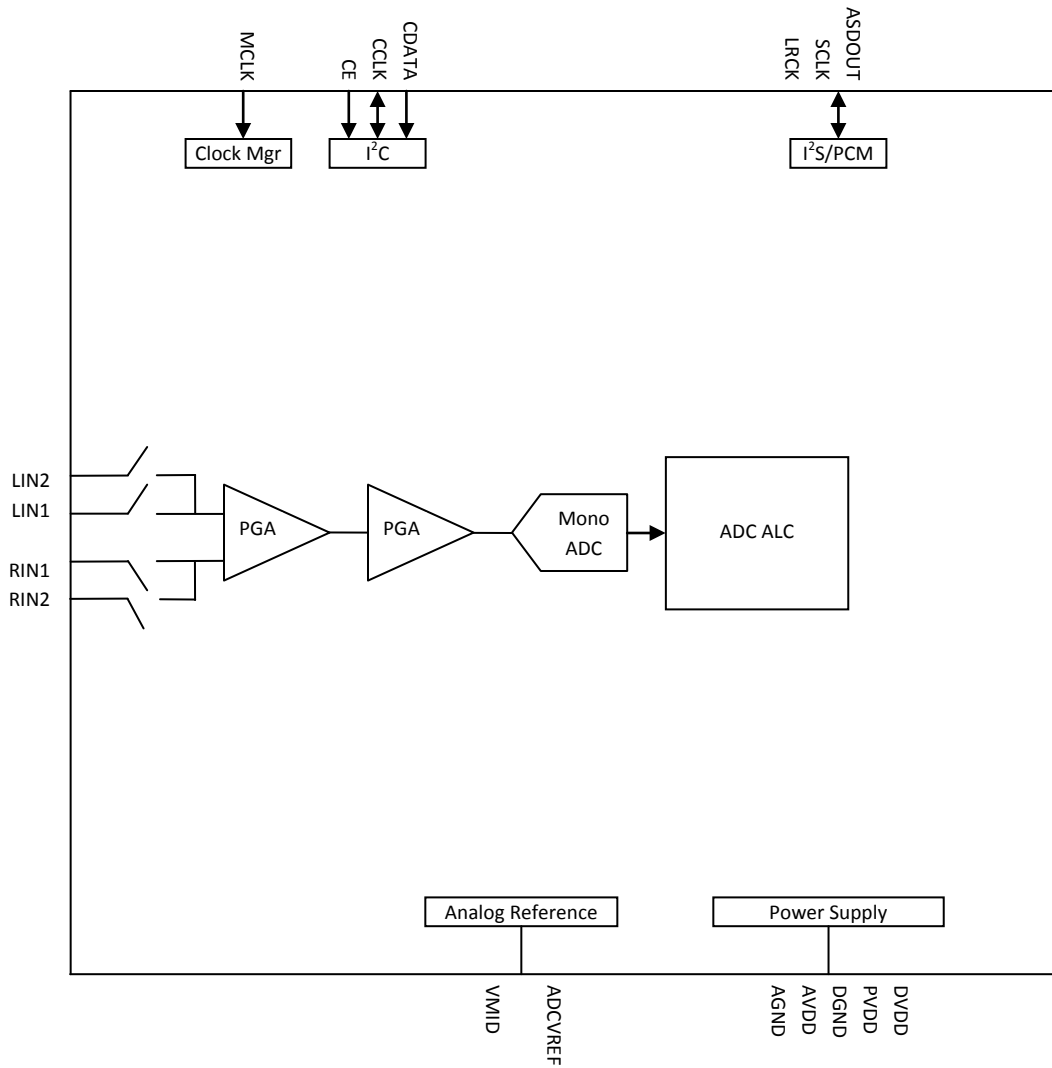 MCLK
CE
CCLK
CDATA
LRCK
SCLK
ASDOUT
Clock Mgr
I²C
I²S/PCM
LIN2
LIN1
RIN1
RIN2
PGA
PGA
Mono
ADC
ADC ALC
Analog Reference
Power Supply
VMID
ADCVREF
AGND
AVDD
DGND
PVDD
DVDD